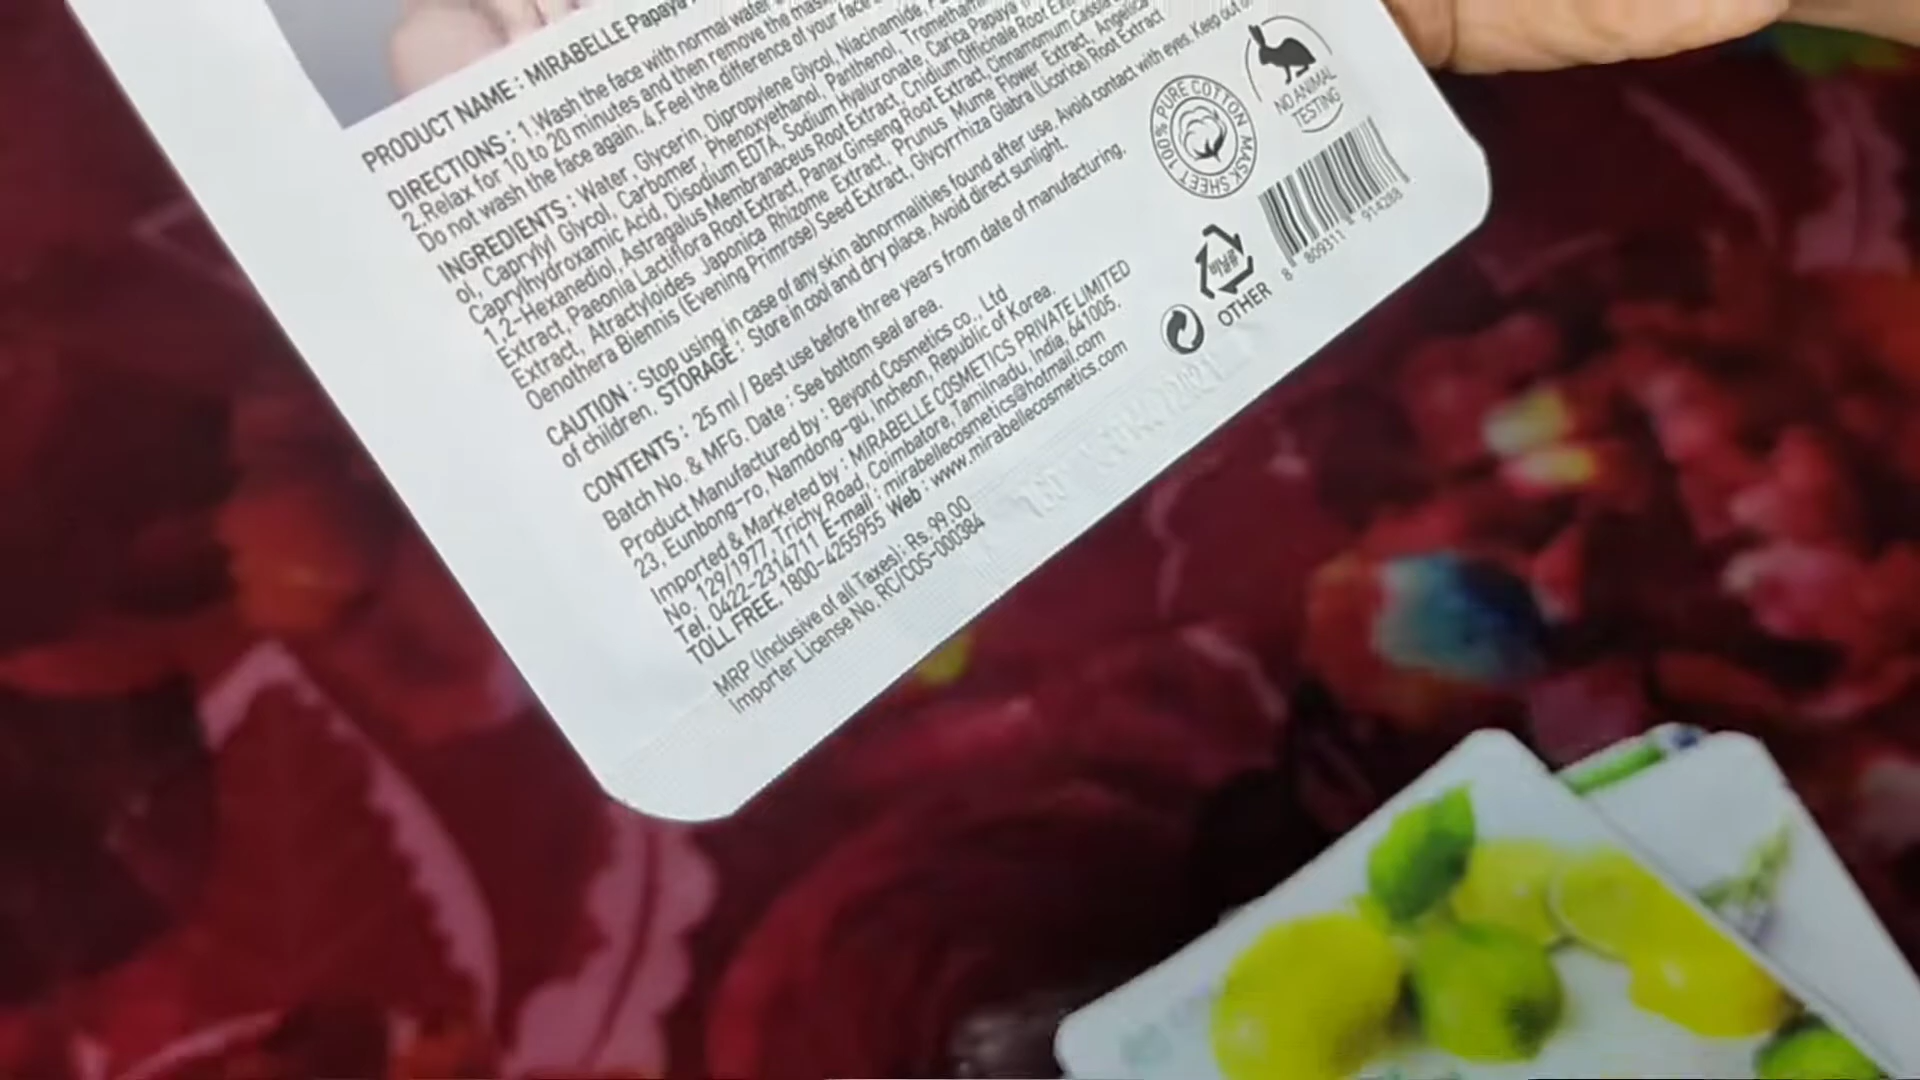 PRODUCT NAME : MIRABELLE Papaya
DIRECTIONS : 1.Wash the face with normal water
2.Relax for 10 to 20 minutes and then remove the mas
Do not wash the face again. 4.Feel the difference of your face
INGREDIENTS : Water, Glycerin, Dipropylene Glycol, Niacinamide,
ol, Caprylyl Glycol, Carbomer, Phenoxyethanol, Panthenol, Tromethami
Caprylhydroxamic Acid, Disodium EDTA, Sodium Hyaluronate, Carica Papaya
1,2-Hexanediol, Astragalus Membranaceus Root Extract, Cnidium Officinale Root Ex
Extract, Paeonia Lactiflora Root Extract, Panax Ginseng Root Extract, Cinnamomum Cassia
Extract, Atractyloides Japonica Rhizome Extract, Prunus Mume Flower Extract, Angelica
Oenothera Biennis (Evening Primrose) Seed Extract, Glycyrrhiza Glabra (Licorice) Root Extract
CAUTION : Stop using in case of any skin abnormalities found after use. Avoid contact with eyes. Keep out o
of children. STORAGE : Store in cool and dry place. Avoid direct sunlight.
CONTENTS : 25 ml / Best use before three years from date of manufacturing.
Batch No. & MFG. Date : See bottom seal area.
Product Manufactured by : Beyond Cosmetics co., Ltd
23, Eunbong-ro, Namdong-gu, Incheon, Republic of Korea.
Imported & Marketed by : MIRABELLE COSMETICS PRIVATE LIMITED
No, 129/1977, Trichy Road, Coimbatore, Tamilnadu, India, 641005.
Tel. 0422-2314711 E-mail : mirabellecosmetics@hotmail.com
TOLL FREE. 1800-4255955 Web : www.mirabellecosmetics.com
MRP (Inclusive of all Taxes): Rs. 99.00
Importer License No. RC/COS-000384
100% PURE COTTON MASK SHEET
NO ANIMAL
TESTING
8 809311 914288
OTHER